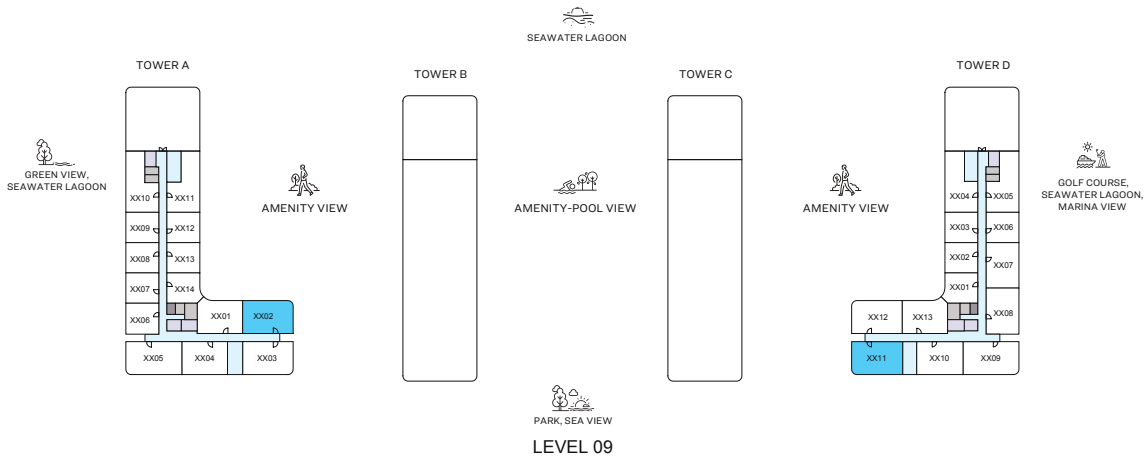 SEAWATER LAGOON
TOWER A
TOWER B
TOWER C
TOWER D
GREEN VIEW,
SEAWATER LAGOON
AMENITY VIEW
AMENITY-POOL VIEW
AMENITY VIEW
GOLF COURSE,
SEAWATER LAGOON,
MARINA VIEW
XX10
XX11
XX09
XX12
XX08
XX13
XX07
XX14
XX06
XX01
XX02
XX05
XX04
XX03
XX04
XX05
XX03
XX06
XX02
XX07
XX01
XX08
XX12
XX13
XX11
XX10
XX09
PARK, SEA VIEW
LEVEL 09